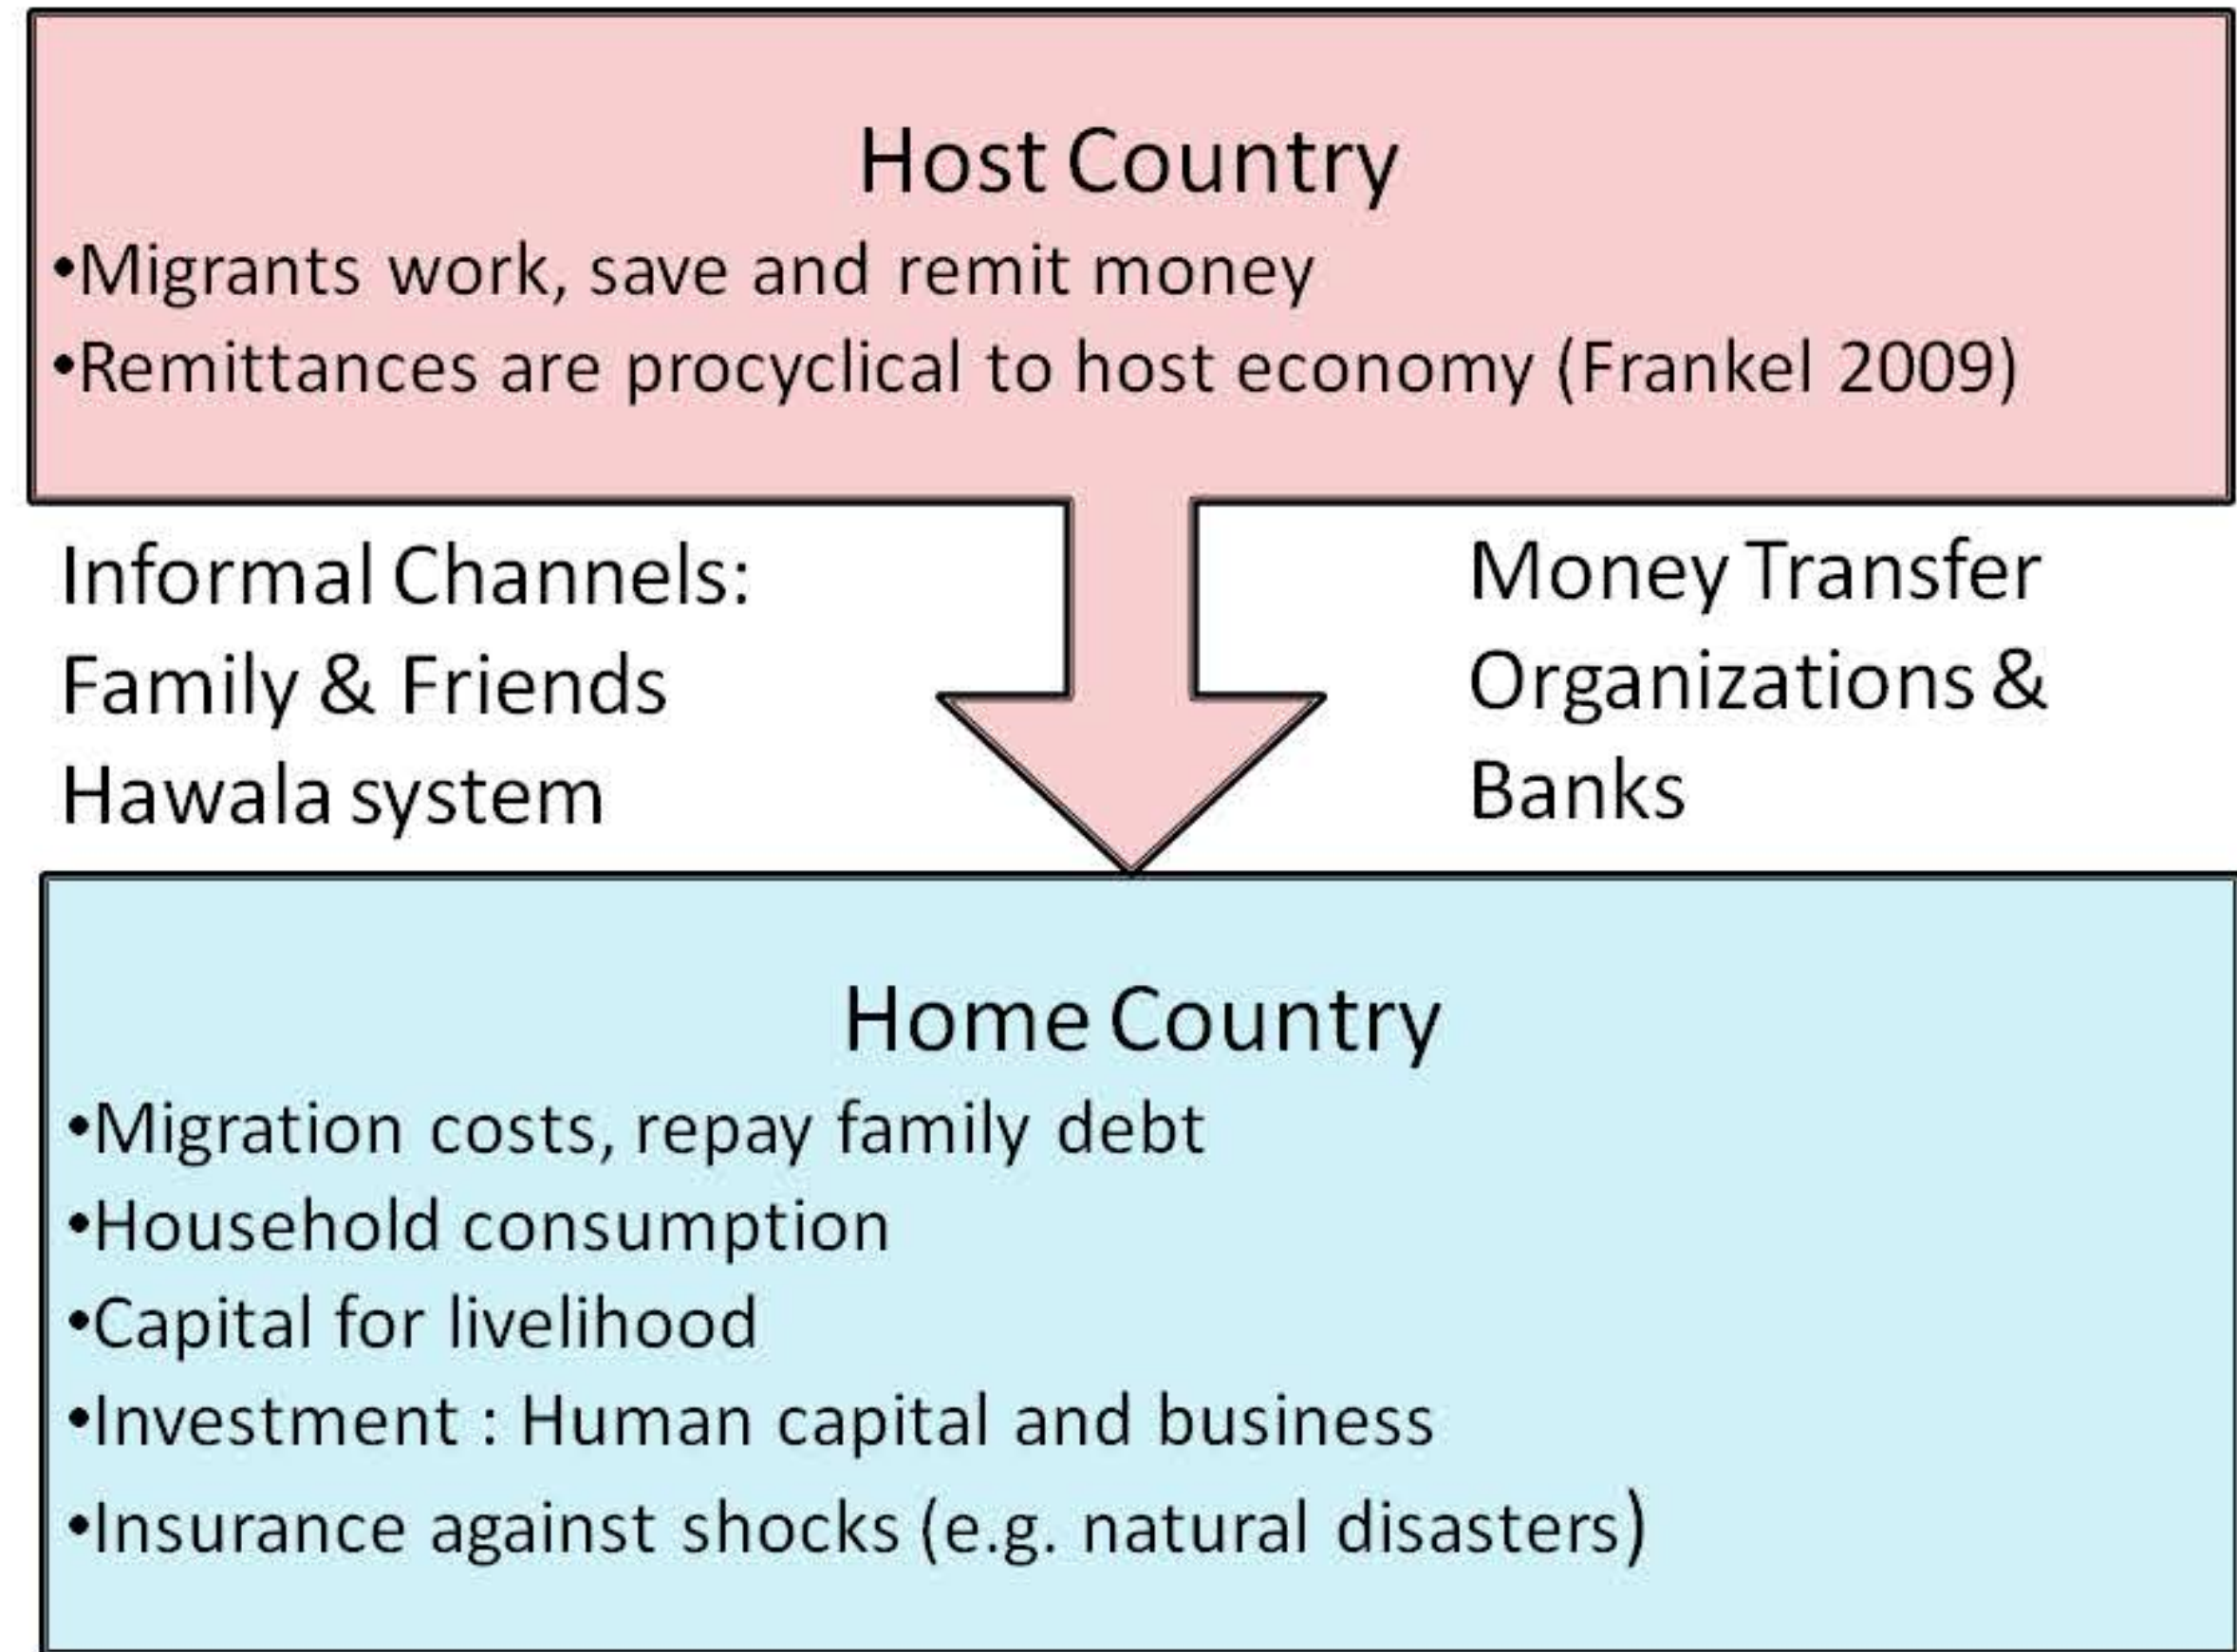 Host Country
•Migrants work, save and remit money
•Remittances are procyclical to host economy (Frankel 2009)
Informal Channels:
Family & Friends
Hawala system
Money Transfer
Organizations &
Banks
Home Country
•Migration costs, repay family debt
•Household consumption
•Capital for livelihood
•Investment : Human capital and business
•Insurance against shocks (e.g. natural disasters)